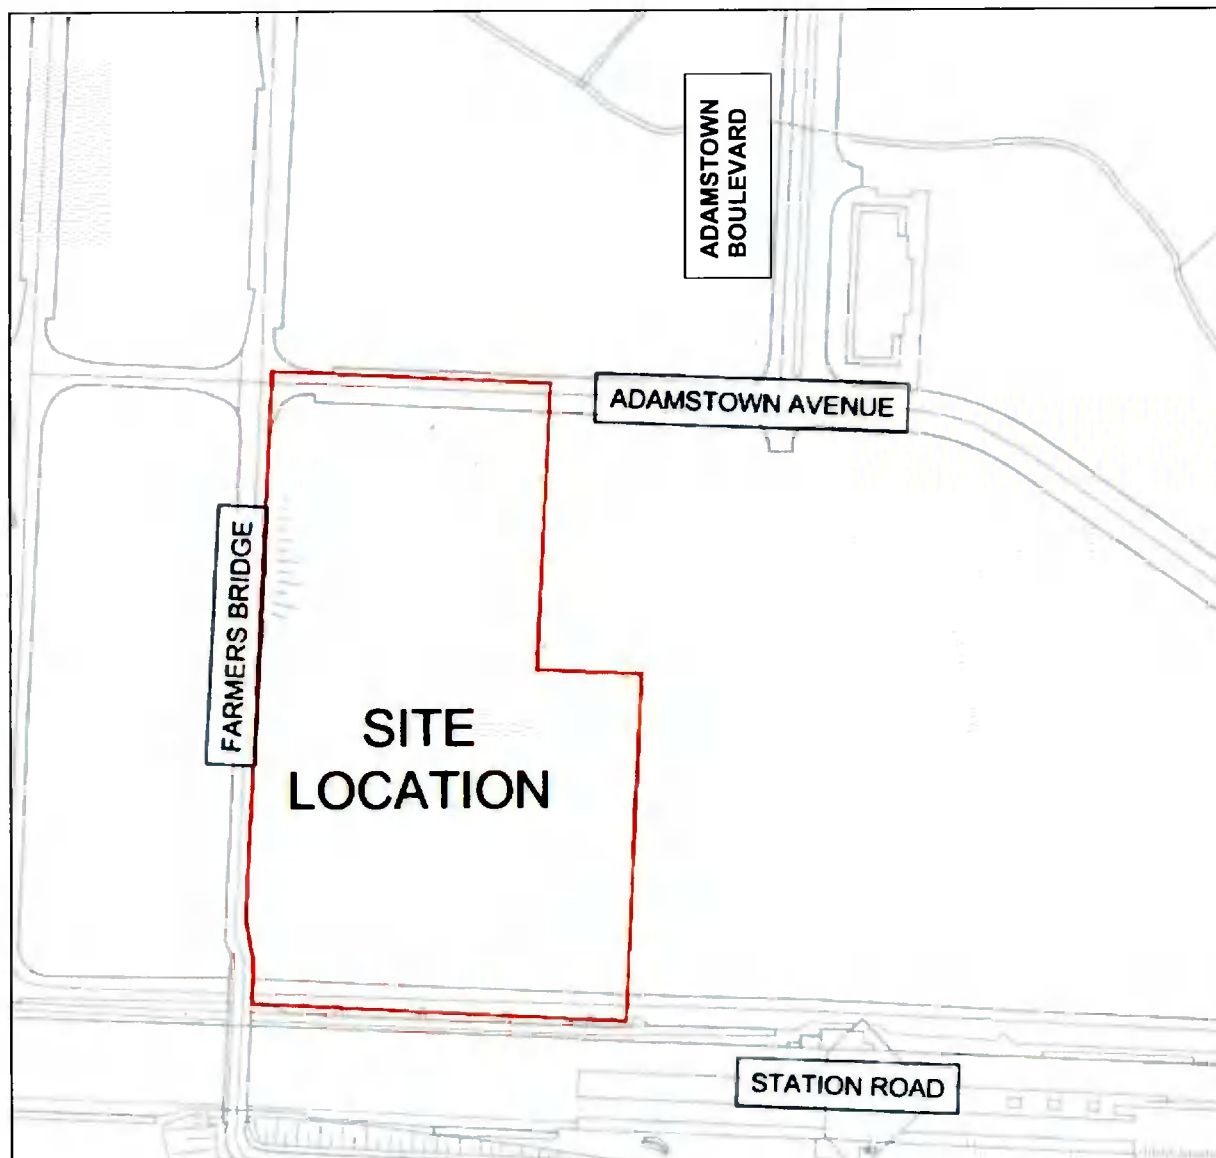 ADAMSTOWN
BOULEVARD
ADAMSTOWN AVENUE
FARMERS BRIDGE
SITE
LOCATION
STATION ROAD